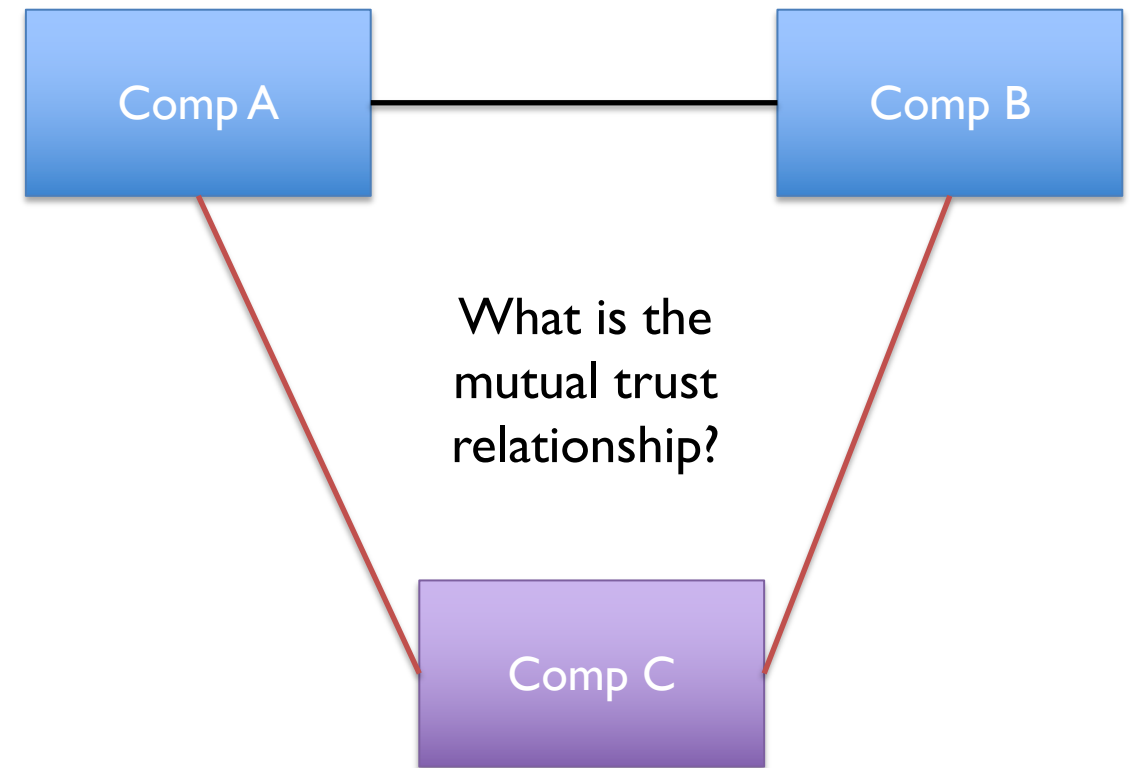 Comp A
Comp B
What is the
mutual trust
relationship?
Comp C